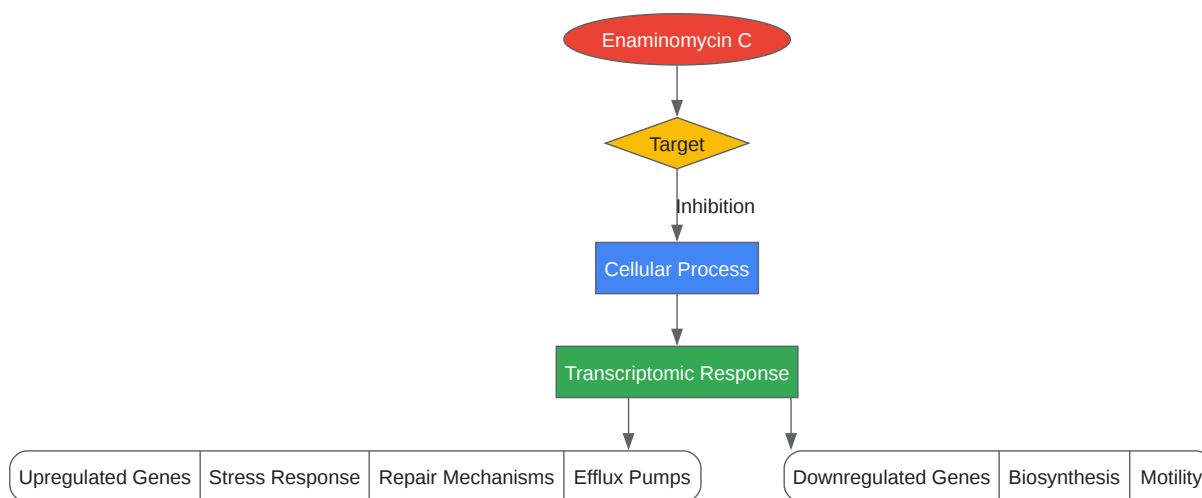 Enaminomycin C
Target
Inhibition
Cellular Process
Transcriptomic Response
Upregulated Genes Stress Response Repair Mechanisms Efflux Pumps Downregulated Genes Biosynthesis Motility